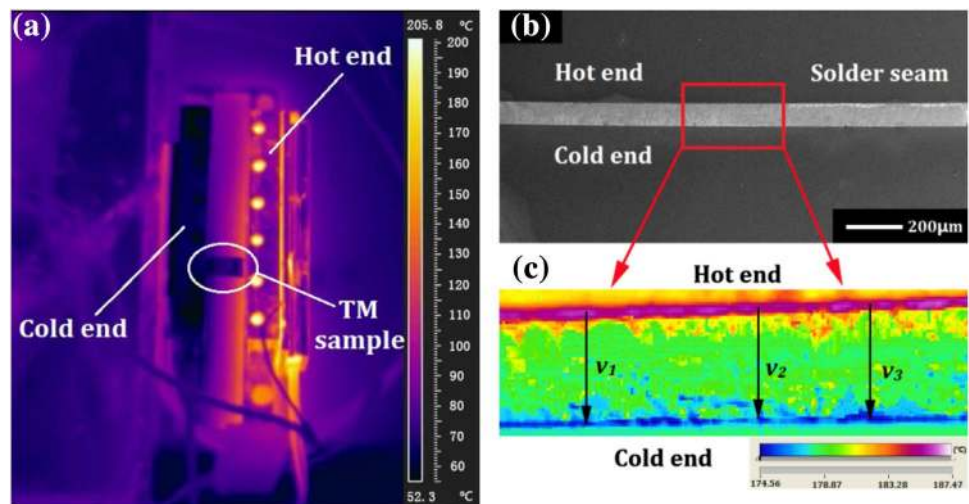 (a)
205.8 ℃
200
190
180
170
160
150
140
130
120
110
100
90
80
70
60
52.3 ℃
Hot end
Cold end
TM
sample
(b)
Hot end
Solder seam
Cold end
200μm
(c)
Hot end
v1
v2
v3
Cold end
(℃)
174.56
178.87
183.28
187.47